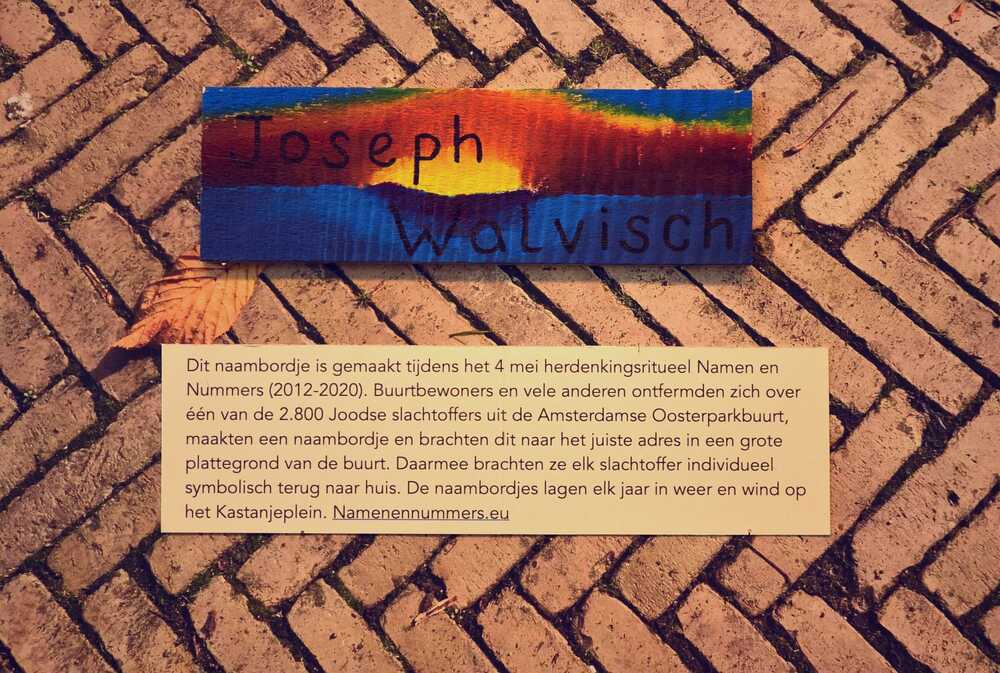 Joseph
Walvisch
Dit naambordje is gemaakt tijdens het 4 mei herdenkingsritueel Namen en
Nummers (2012-2020). Buurtbewoners en vele anderen ontfermden zich over
één van de 2.800 Joodse slachtoffers uit de Amsterdamse Oosterparkbuurt,
maakten een naambordje en brachten dit naar het juiste adres in een grote
plattegrond van de buurt. Daarmee brachten ze elk slachtoffer individueel
symbolisch terug naar huis. De naambordjes lagen elk jaar in weer en wind op
het Kastanjeplein. Namenennummers.eu